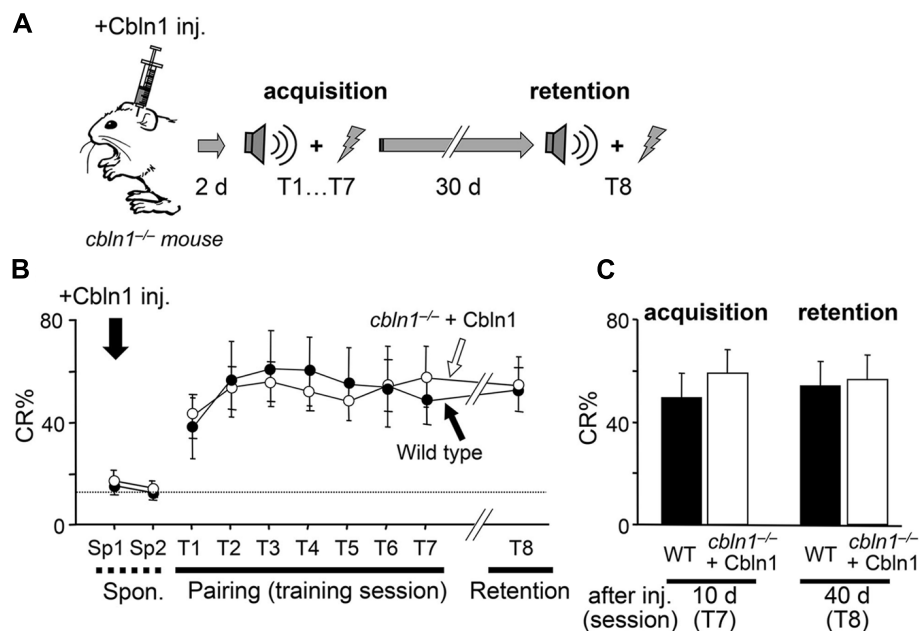 A
+Cbln1 inj.
acquisition
retention
+
+
2 d
T1...T7
30 d
T8
cbln1–/– mouse
B
+Cbln1 inj.
80
40
0
CR%
cbln1–/– + Cbln1
Wild type
Sp1 Sp2 T1 T2 T3 T4 T5 T6 T7 T8
Spon. Pairing (training session) Retention
C
acquisition retention
80
40
0
CR%
WT cbln1–/– + Cbln1 WT cbln1–/– + Cbln1
after inj. 10 d 40 d
(session) (T7) (T8)